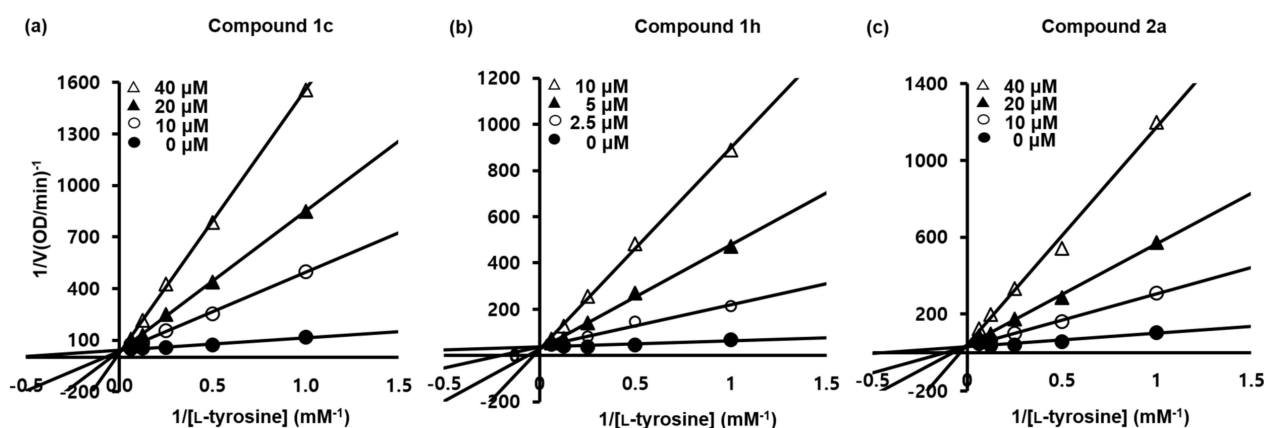 (a) Compound 1c
1/V(OD/min)⁻¹
1600
1300
1000
700
400
100
-200
-0.5 0 0.5 1.0 1.5
40 µM
20 µM
10 µM
0 µM
1/[L-tyrosine] (mM⁻¹)
(b) Compound 1h
1200
1000
800
600
400
200
-200
-0.5 0 0.5 1 1.5
10 µM
5 µM
2.5 µM
0 µM
1/[L-tyrosine] (mM⁻¹)
(c) Compound 2a
1400
1000
600
200
-200
-0.5 0 0.5 1 1.5
40 µM
20 µM
10 µM
0 µM
1/[L-tyrosine] (mM⁻¹)